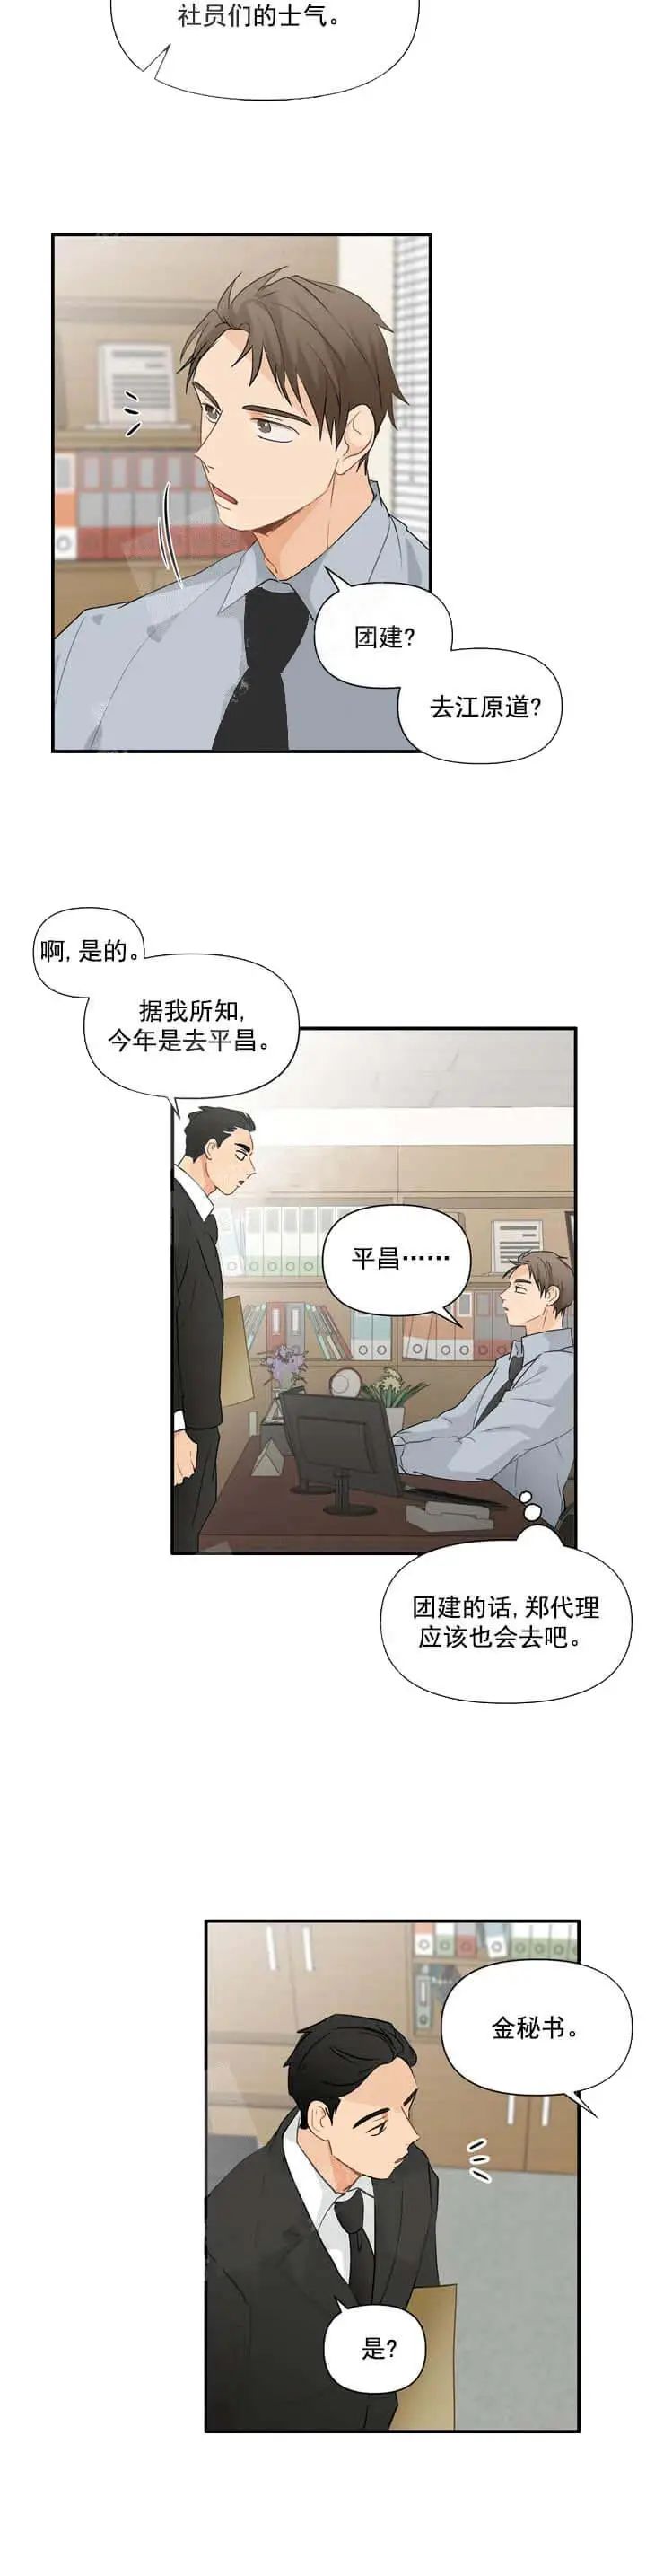 社员们的士气。
团建?
去江原道?
啊,是的。
据我所知,
今年是去平昌。
平昌……
团建的话,郑代理
应该也会去吧。
金秘书。
是?